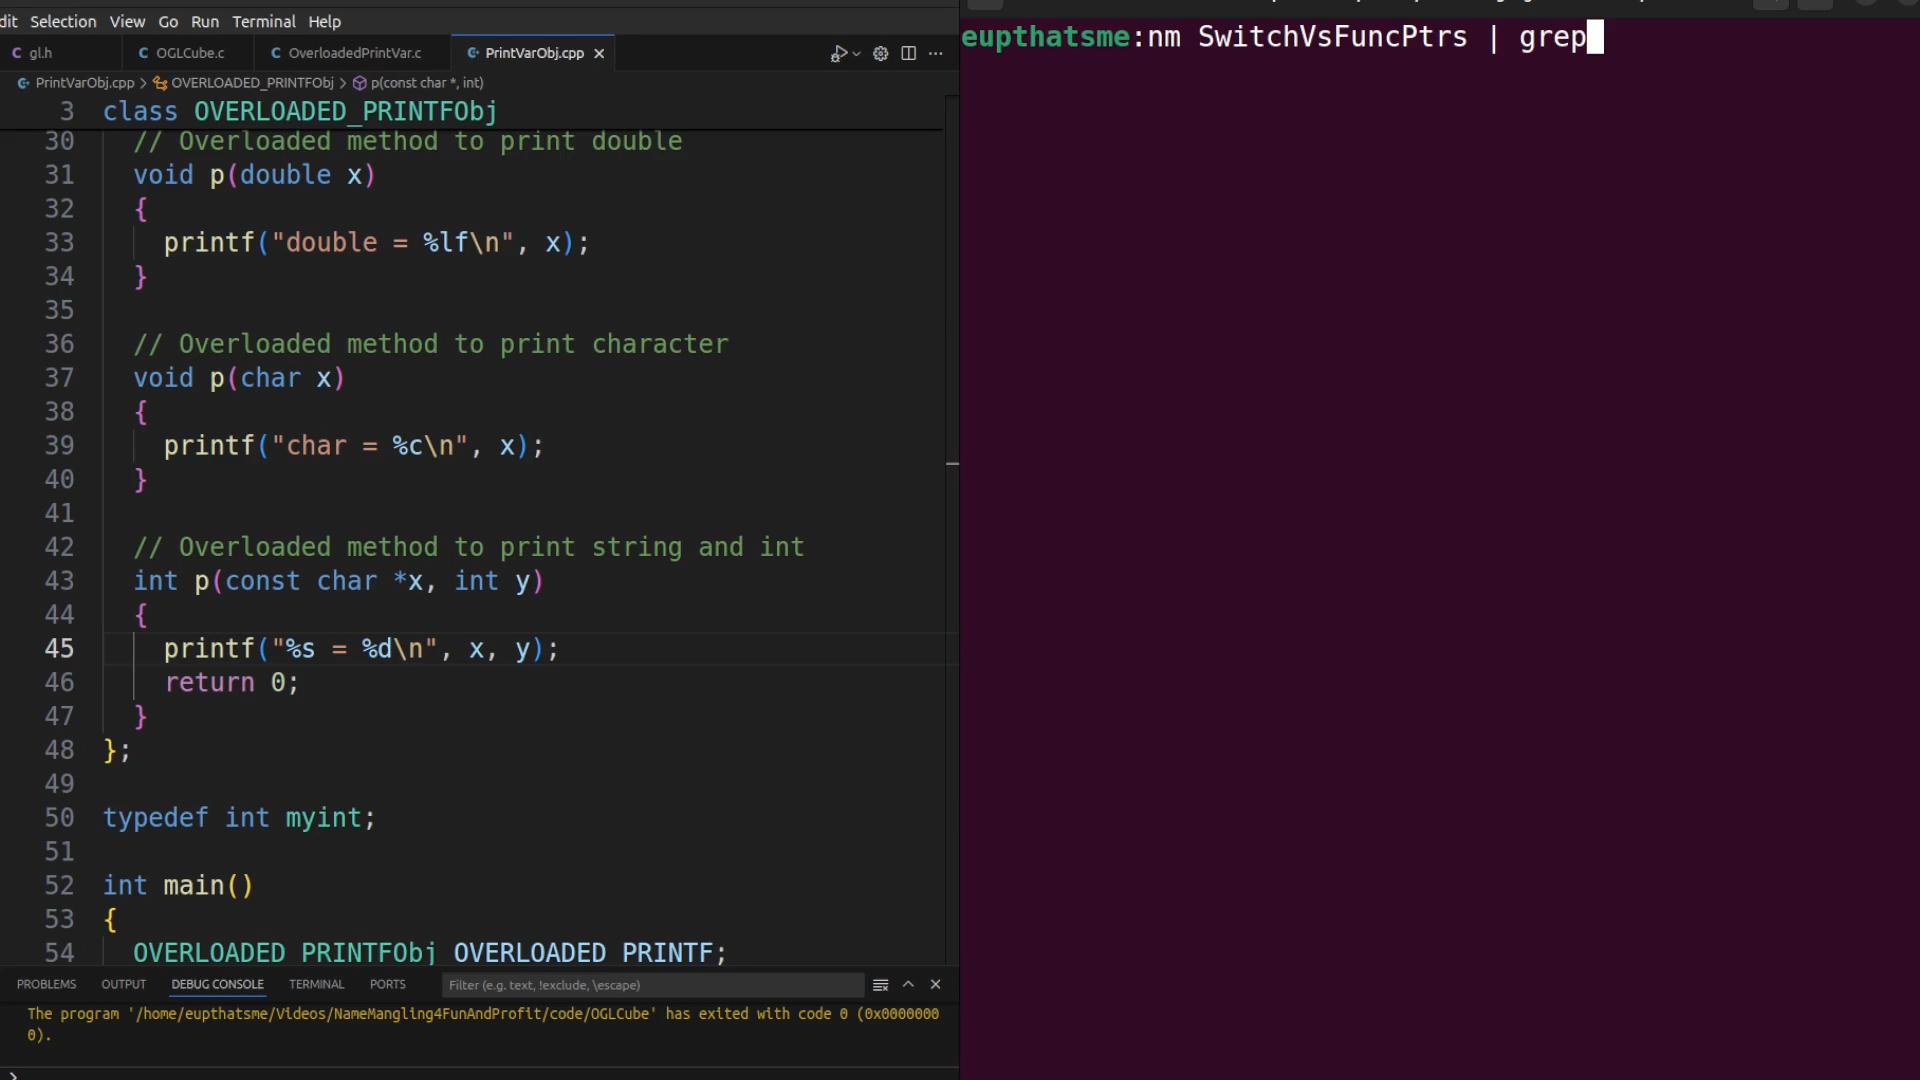 dit Selection View Go Run Terminal Help
C gl.h C OGLCube.c C OverloadedPrintVar.c PrintVarObj.cpp
PrintVarObj.cpp > OVERLOADED_PRINTFObj > p(const char *, int)
3 class OVERLOADED_PRINTFObj
30 // Overloaded method to print double
31 void p(double x)
32 {
33 printf("double = %lf\n", x);
34 }
35
36 // Overloaded method to print character
37 void p(char x)
38 {
39 printf("char = %c\n", x);
40 }
41
42 // Overloaded method to print string and int
43 int p(const char *x, int y)
44 {
45 printf("%s = %d\n", x, y);
46 return 0;
47 }
48 };
49
50 typedef int myint;
51
52 int main()
53 {
54 OVERLOADED_PRINTFObj OVERLOADED_PRINTF;
PROBLEMS OUTPUT DEBUG CONSOLE TERMINAL PORTS Filter (e.g. text, !exclude, \escape)
The program '/home/eupthatsme/Videos/NameMangling4FunAndProfit/code/OGLCube' has exited with code 0 (0x0000000
0).
>
eupthatsme:nm SwitchVsFuncPtrs | grep